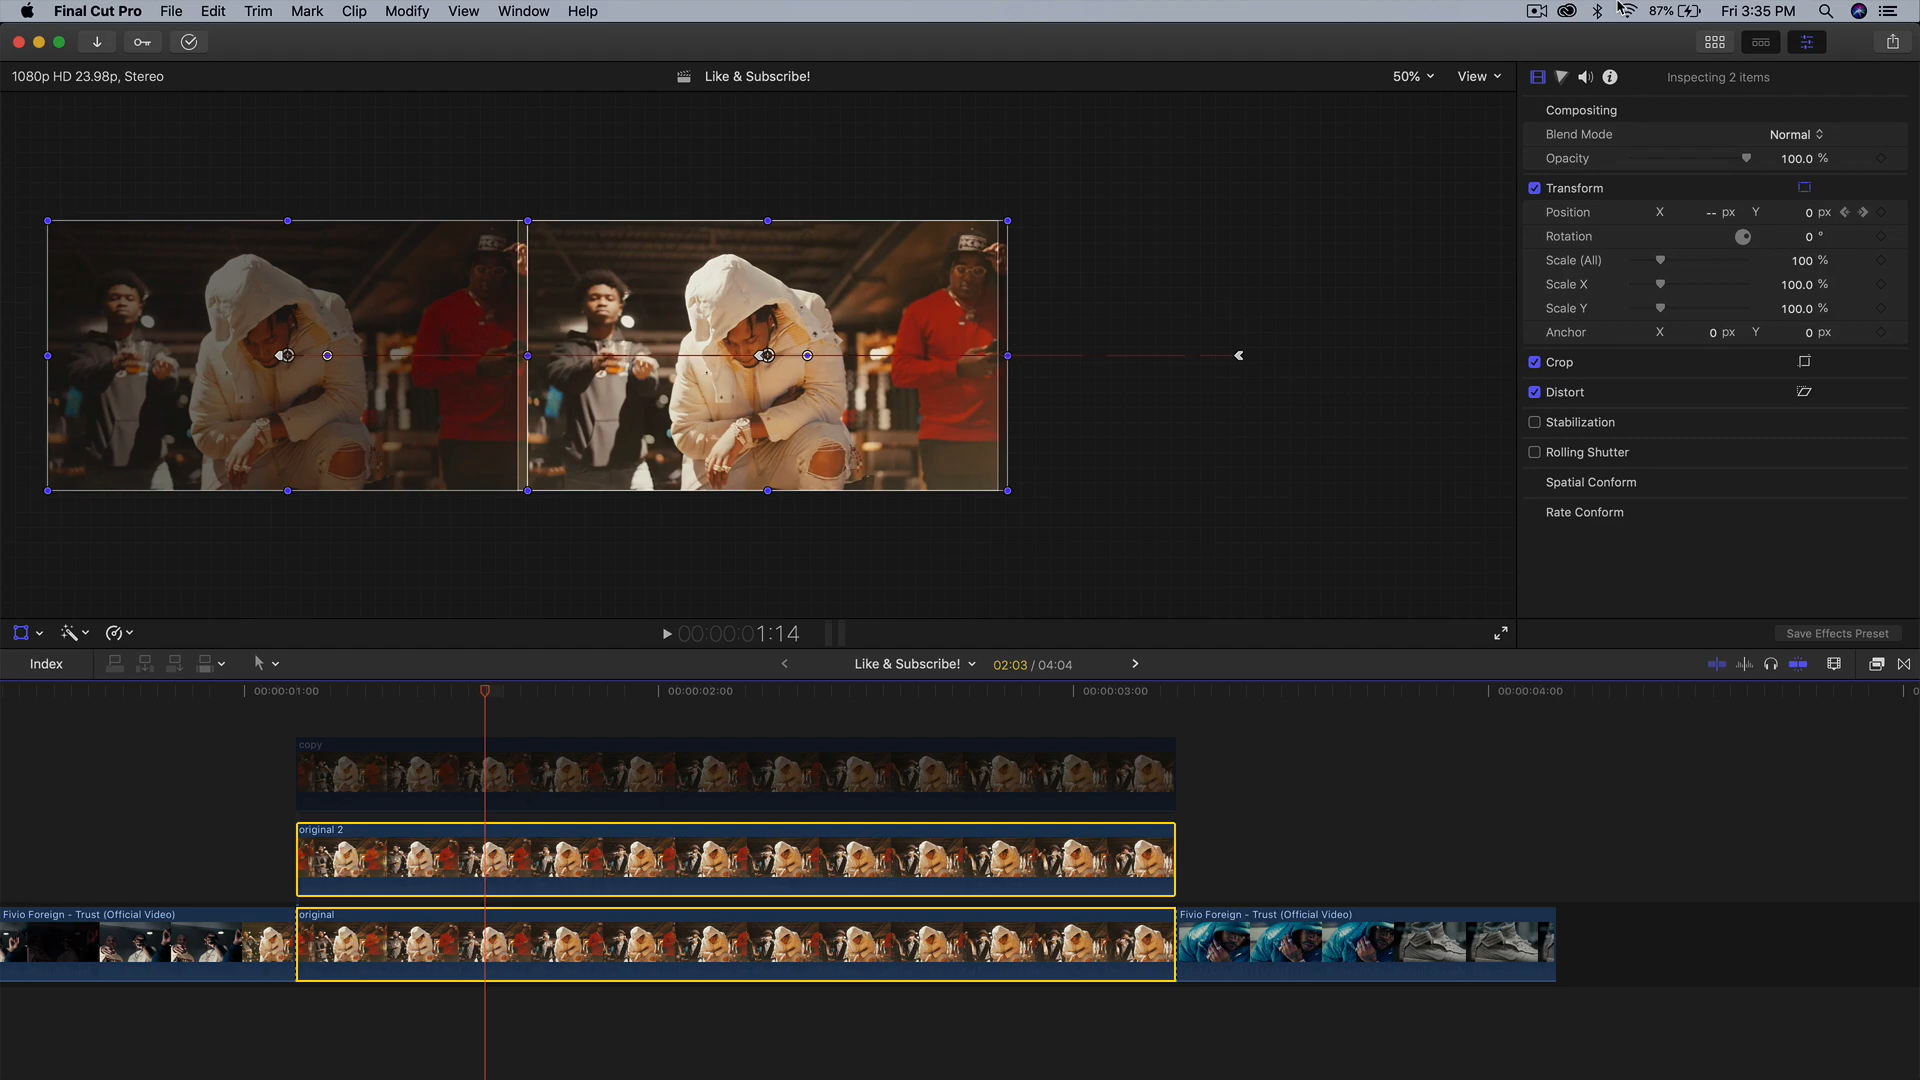 Final Cut Pro File Edit Trim Mark Clip Modify View Window Help 87% Fri 3:35 PM
1080p HD 23.98p, Stereo Like & Subscribe! 50% View Inspecting 2 items
Compositing
Blend Mode Normal
Opacity 100.0 %
Transform
Position X -- px Y 0 px
Rotation 0 °
Scale (All) 100 %
Scale X 100.0 %
Scale Y 100.0 %
Anchor X 0 px Y 0 px
Crop
Distort
Stabilization
Rolling Shutter
Spatial Conform
Rate Conform
00:00:01:14 Save Effects Preset
Index Like & Subscribe! 02:03 / 04:04
00:00:01:00 00:00:02:00 00:00:03:00 00:00:04:00
copy
original 2
Fivio Foreign - Trust (Official Video) original Fivio Foreign - Trust (Official Video)